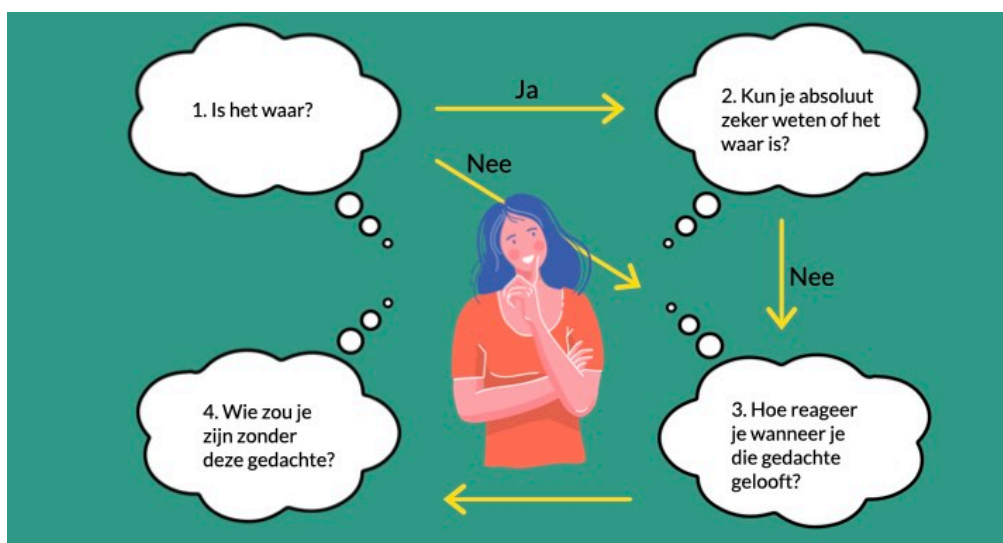 1. Is het waar?
Ja
2. Kun je absoluut
zeker weten of het
waar is?
Nee
Nee
3. Hoe reageer
je wanneer je
die gedachte
gelooft?
4. Wie zou je
zijn zonder
deze gedachte?